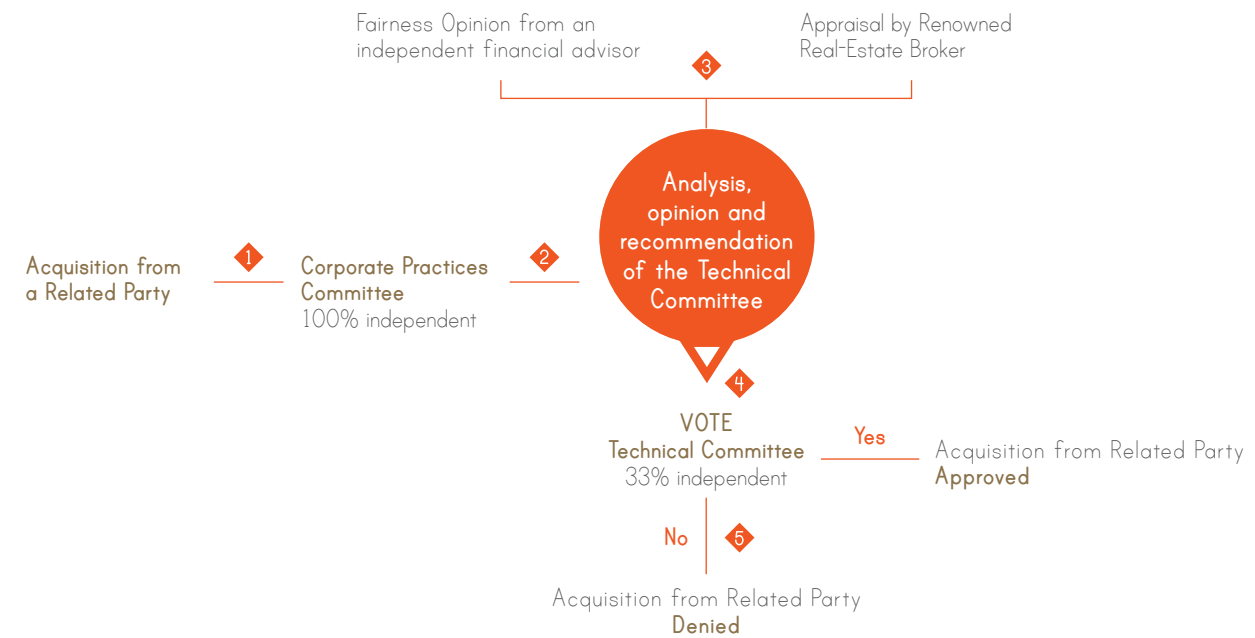 Fairness Opinion from an
independent financial advisor
Appraisal by Renowned
Real-Estate Broker
3
Analysis,
opinion and
recommendation
of the Technical
Committee
Acquisition from
a Related Party
1
Corporate Practices
Committee
100% independent
2
4
VOTE
Technical Committee
33% independent
Yes
Acquisition from Related Party
Approved
No
5
Acquisition from Related Party
Denied